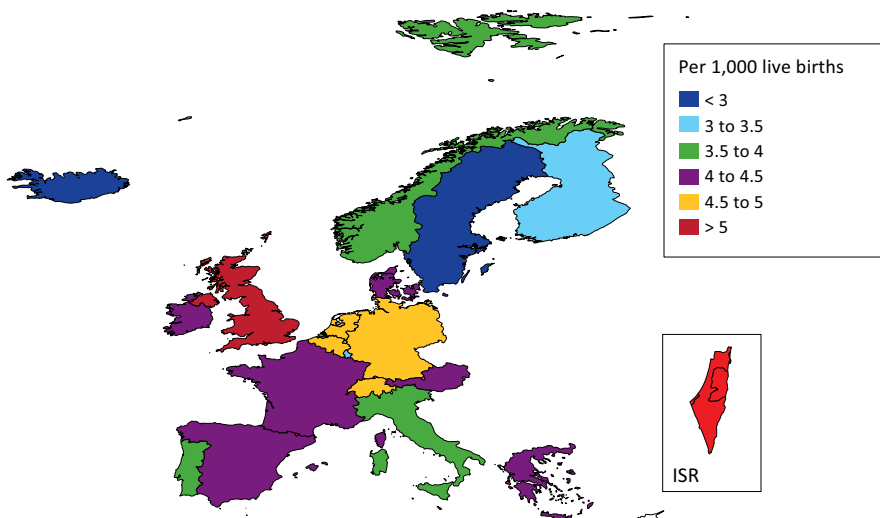 Per 1,000 live births
< 3
3 to 3.5
3.5 to 4
4 to 4.5
4.5 to 5
> 5
ISR